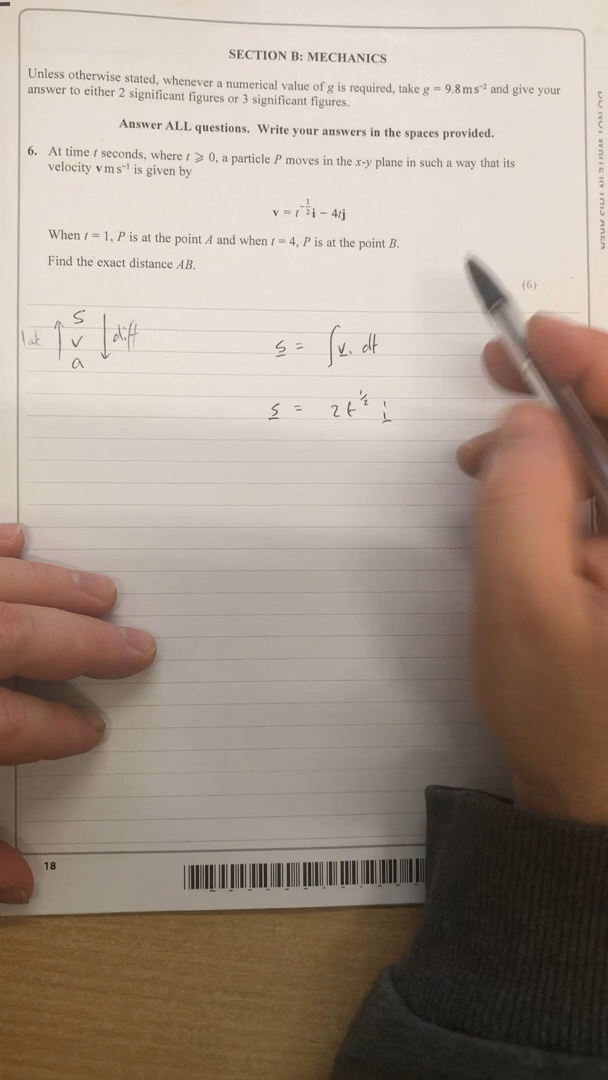 SECTION B: MECHANICS
Unless otherwise stated, whenever a numerical value of g is required, take g = 9.8 m s⁻² and give your
answer to either 2 significant figures or 3 significant figures.
Answer ALL questions. Write your answers in the spaces provided.
6. At time t seconds, where t ⩾ 0, a particle P moves in the x-y plane in such a way that its
velocity v m s⁻¹ is given by
v = t^{-1/2}i − 4tj
When t = 1, P is at the point A and when t = 4, P is at the point B.
Find the exact distance AB.
(6)
Int ↑ s v a ↓ diff
s = ∫ v. dt
s = 2t^{1/2} i
18